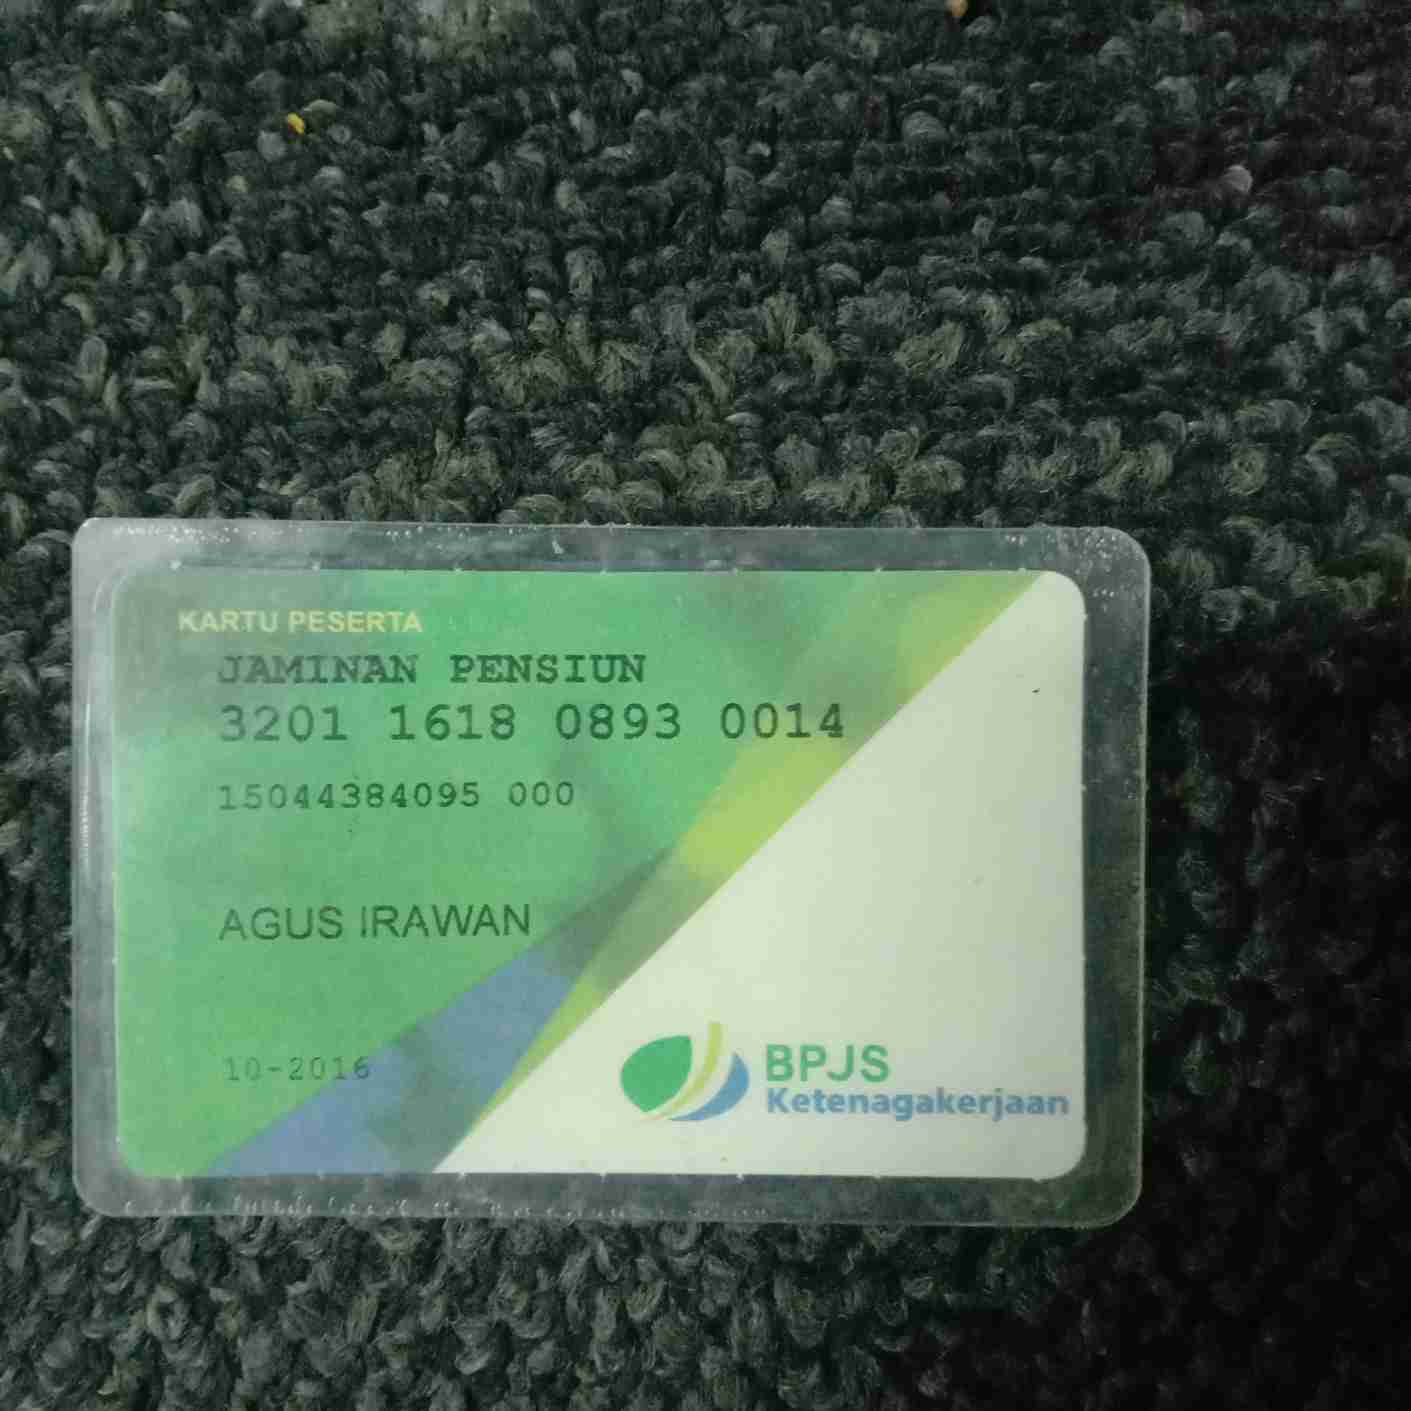 KARTU PESERTA
JAMINAN PENSIUN
3201 1618 0893 0014
15044384095 000
AGUS IRAWAN
10-2016
BPJS
Ketenagakerjaan